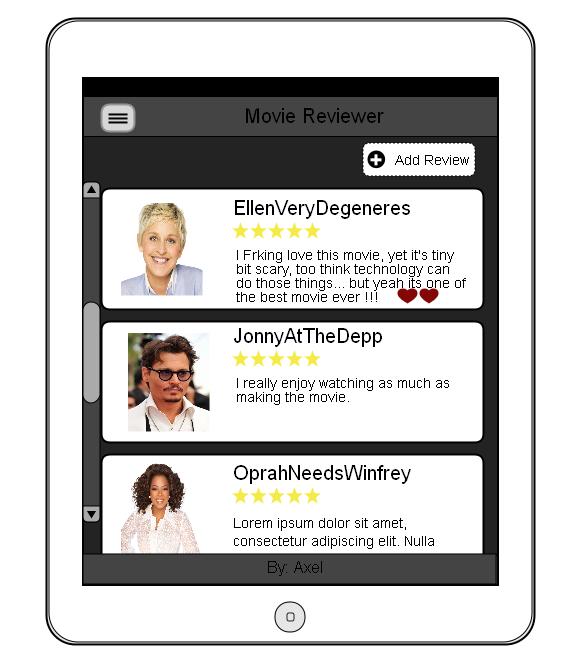 Movie Reviewer
Add Review
EllenVeryDegeneres
I Frking love this movie, yet it's tiny
bit scary, too think technology can
do those things... but yeah its one of
the best movie ever !!!
JonnyAtTheDepp
I really enjoy watching as much as
making the movie.
OprahNeedsWinfrey
Lorem ipsum dolor sit amet,
consectetur adipiscing elit. Nulla
By: Axel